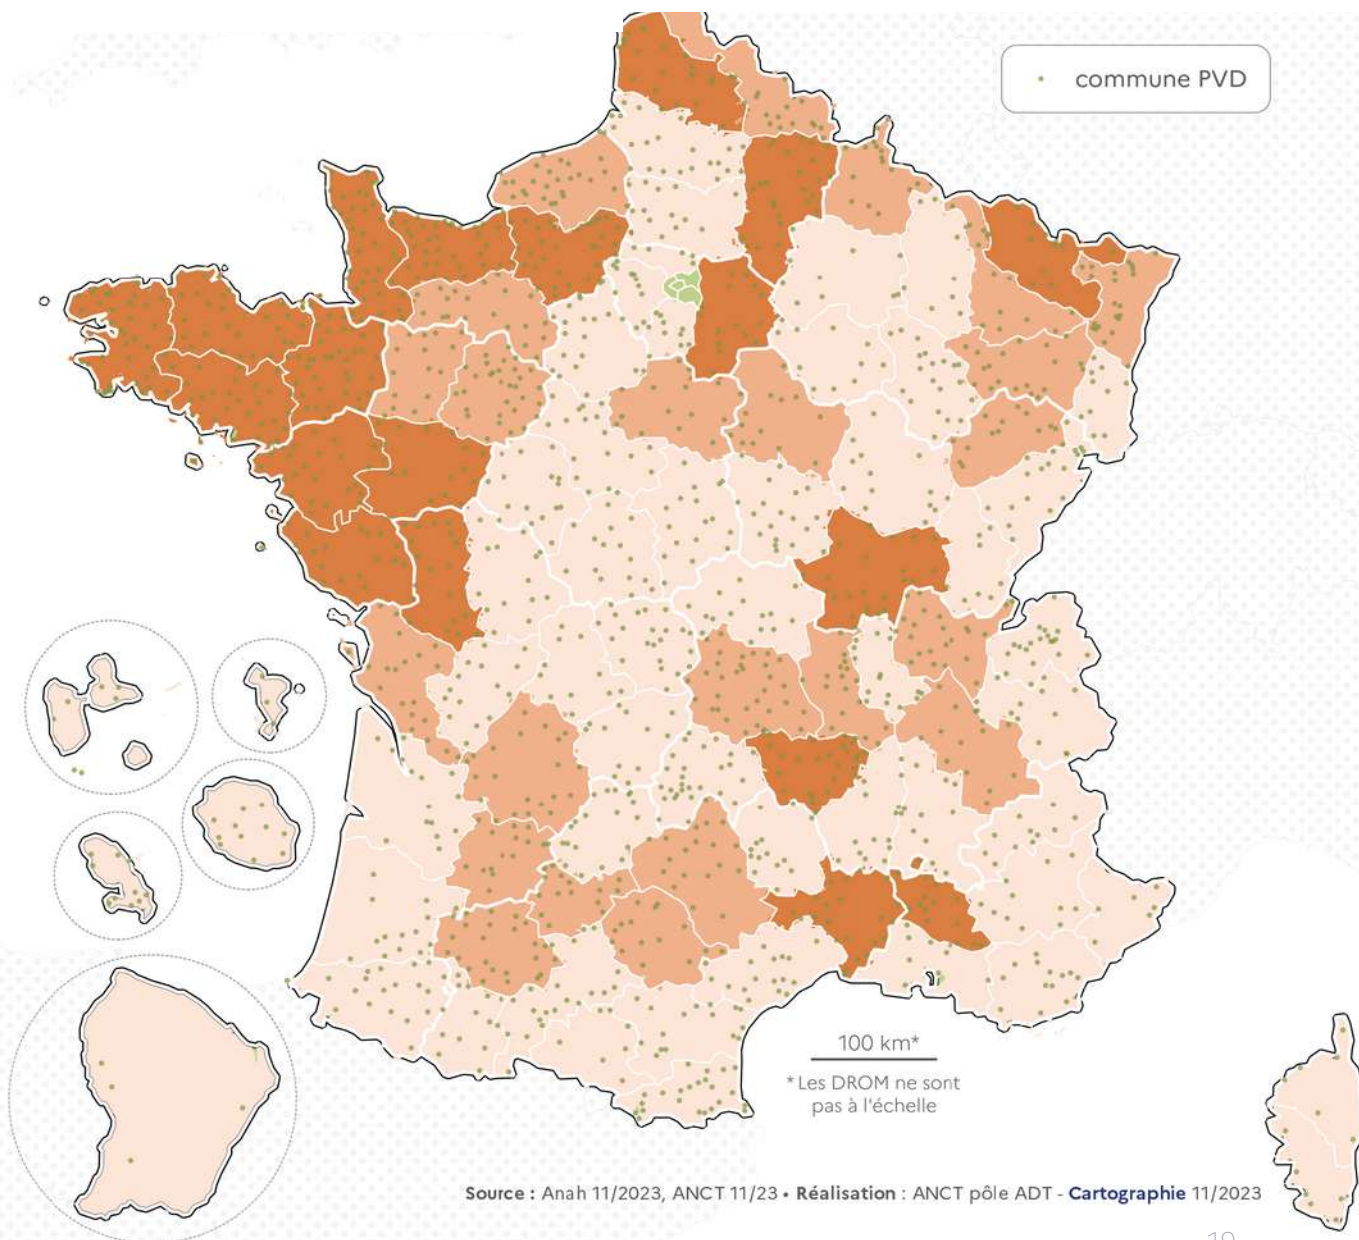 commune PVD
100 km*
* Les DROM ne sont
pas à l'échelle
Source : Anah 11/2023, ANCT 11/23 • Réalisation : ANCT pôle ADT - Cartographie 11/2023